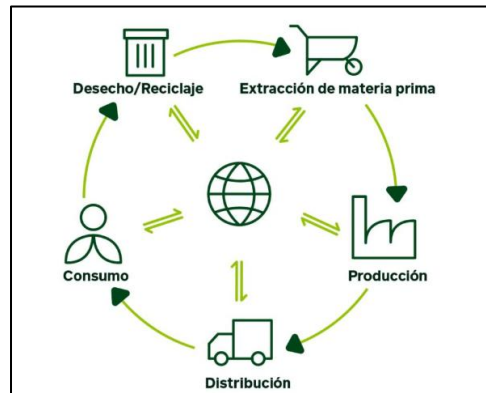 Desecho/Reciclaje
Extracción de materia prima
Consumo
Producción
Distribución